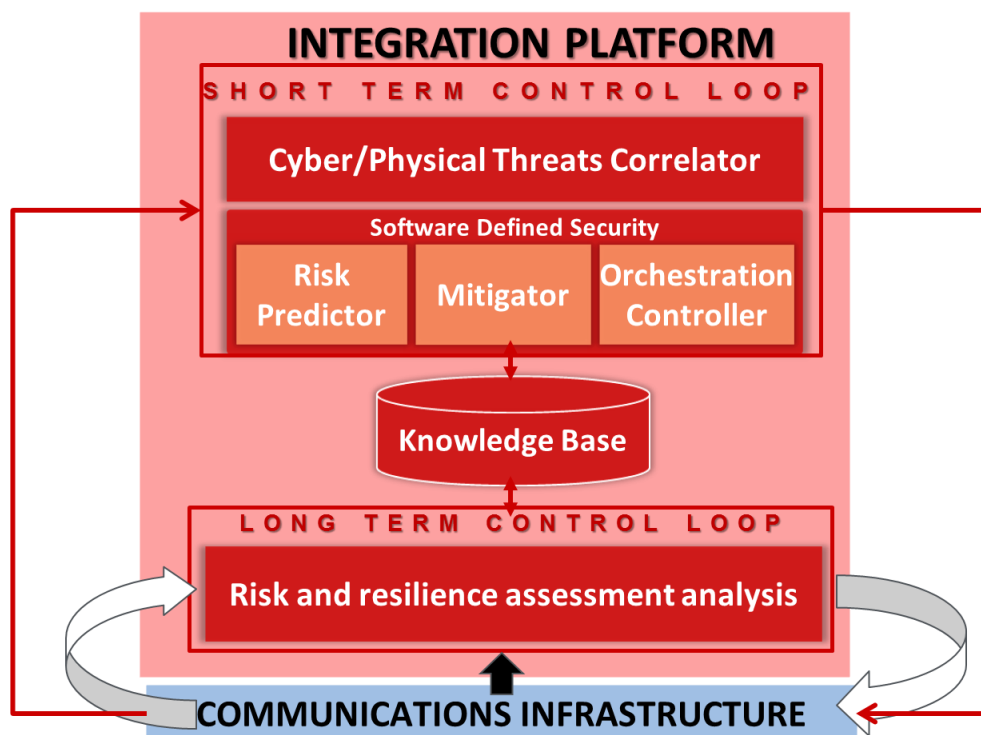 INTEGRATION PLATFORM
SHORT TERM CONTROL LOOP
Cyber/Physical Threats Correlator
Software Defined Security
Risk
Predictor
Mitigator
Orchestration
Controller
Knowledge Base
LONG TERM CONTROL LOOP
Risk and resilience assessment analysis
COMMUNICATIONS INFRASTRUCTURE